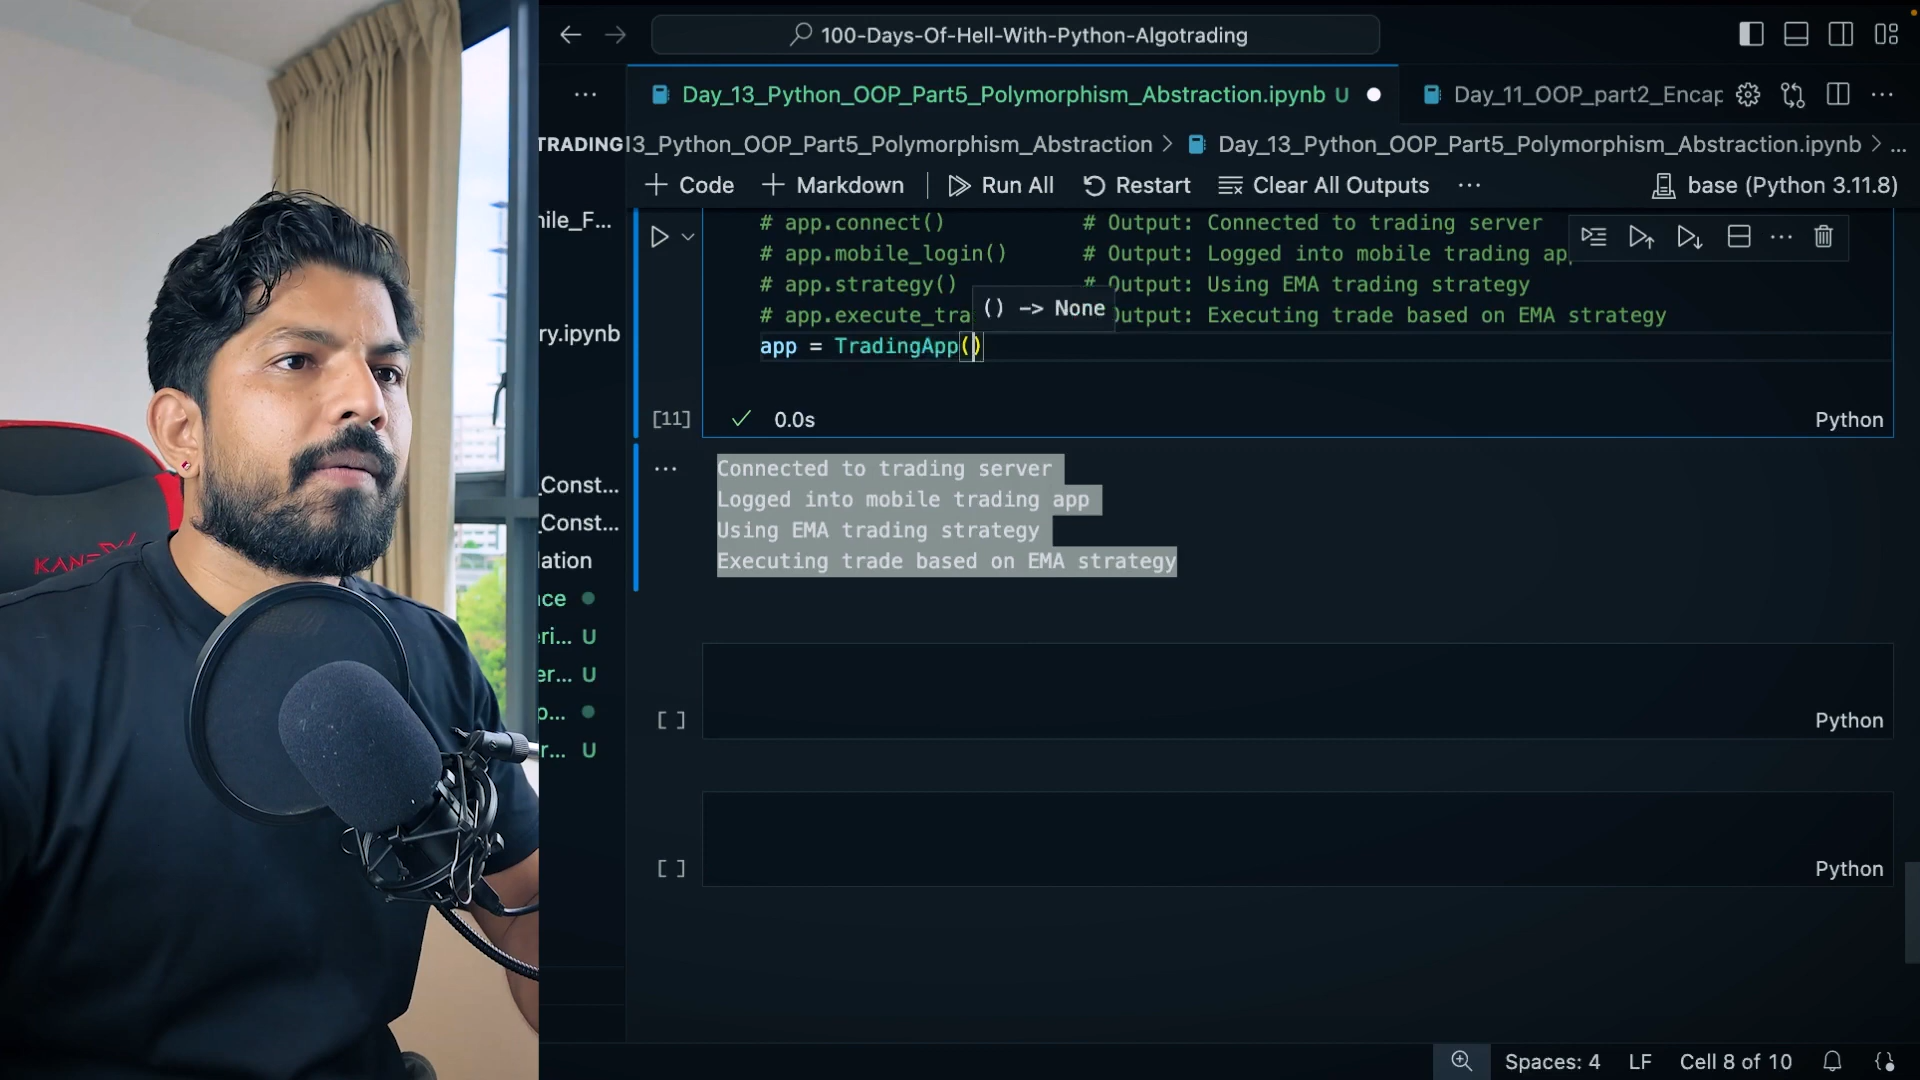 100-Days-Of-Hell-With-Python-Algotrading
Day_13_Python_OOP_Part5_Polymorphism_Abstraction.ipynb U
Day_11_OOP_part2_Encap
TRADING
13_Python_OOP_Part5_Polymorphism_Abstraction > Day_13_Python_OOP_Part5_Polymorphism_Abstraction.ipynb > ...
+ Code + Markdown Run All Restart Clear All Outputs ... base (Python 3.11.8)
# app.connect() # Output: Connected to trading server
# app.mobile_login() # Output: Logged into mobile trading ap
# app.strategy() # Output: Using EMA trading strategy
# app.execute_tra Output: Executing trade based on EMA strategy
() -> None
app = TradingApp()
[11] 0.0s Python
Connected to trading server
Logged into mobile trading app
Using EMA trading strategy
Executing trade based on EMA strategy
[ ] Python
[ ] Python
nile_F...
ry.ipynb
_Const...
_Const...
lation
ce
eri... U
er... U
o...
r... U
Spaces: 4 LF Cell 8 of 10